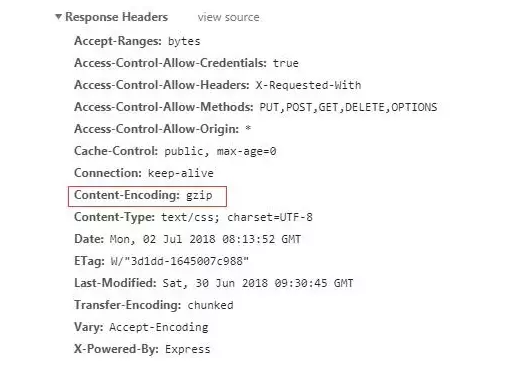 Response Headers view source
Accept-Ranges: bytes
Access-Control-Allow-Credentials: true
Access-Control-Allow-Headers: X-Requested-With
Access-Control-Allow-Methods: PUT,POST,GET,DELETE,OPTIONS
Access-Control-Allow-Origin: *
Cache-Control: public, max-age=0
Connection: keep-alive
Content-Encoding: gzip
Content-Type: text/css; charset=UTF-8
Date: Mon, 02 Jul 2018 08:13:52 GMT
ETag: W/"3d1dd-1645007c988"
Last-Modified: Sat, 30 Jun 2018 09:30:45 GMT
Transfer-Encoding: chunked
Vary: Accept-Encoding
X-Powered-By: Express